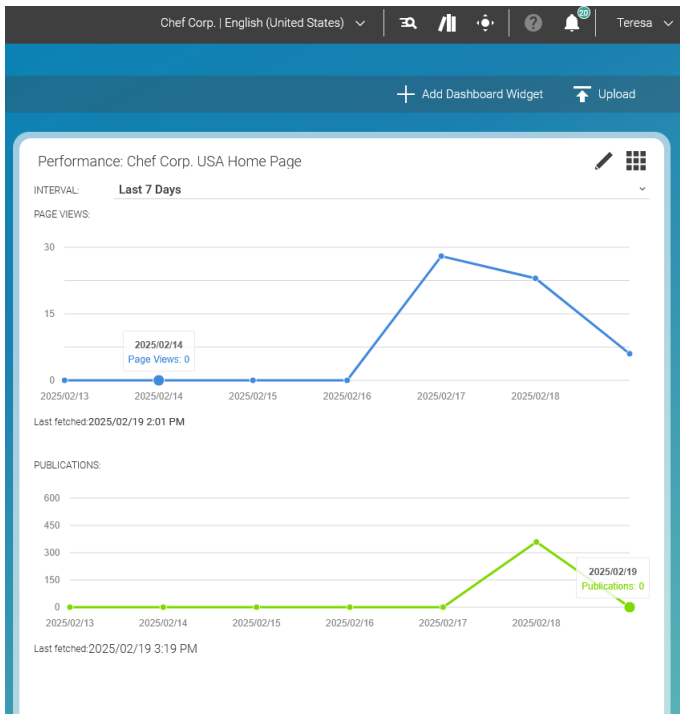 Chef Corp. | English (United States)
20
Teresa
Add Dashboard Widget
Upload
Performance: Chef Corp. USA Home Page
INTERVAL: Last 7 Days
PAGE VIEWS:
30
15
2025/02/14
Page Views: 0
0
2025/02/13 2025/02/14 2025/02/15 2025/02/16 2025/02/17 2025/02/18
Last fetched:2025/02/19 2:01 PM
PUBLICATIONS:
600
450
300
2025/02/19
150
Publications: 0
0
2025/02/13 2025/02/14 2025/02/15 2025/02/16 2025/02/17 2025/02/18
Last fetched:2025/02/19 3:19 PM